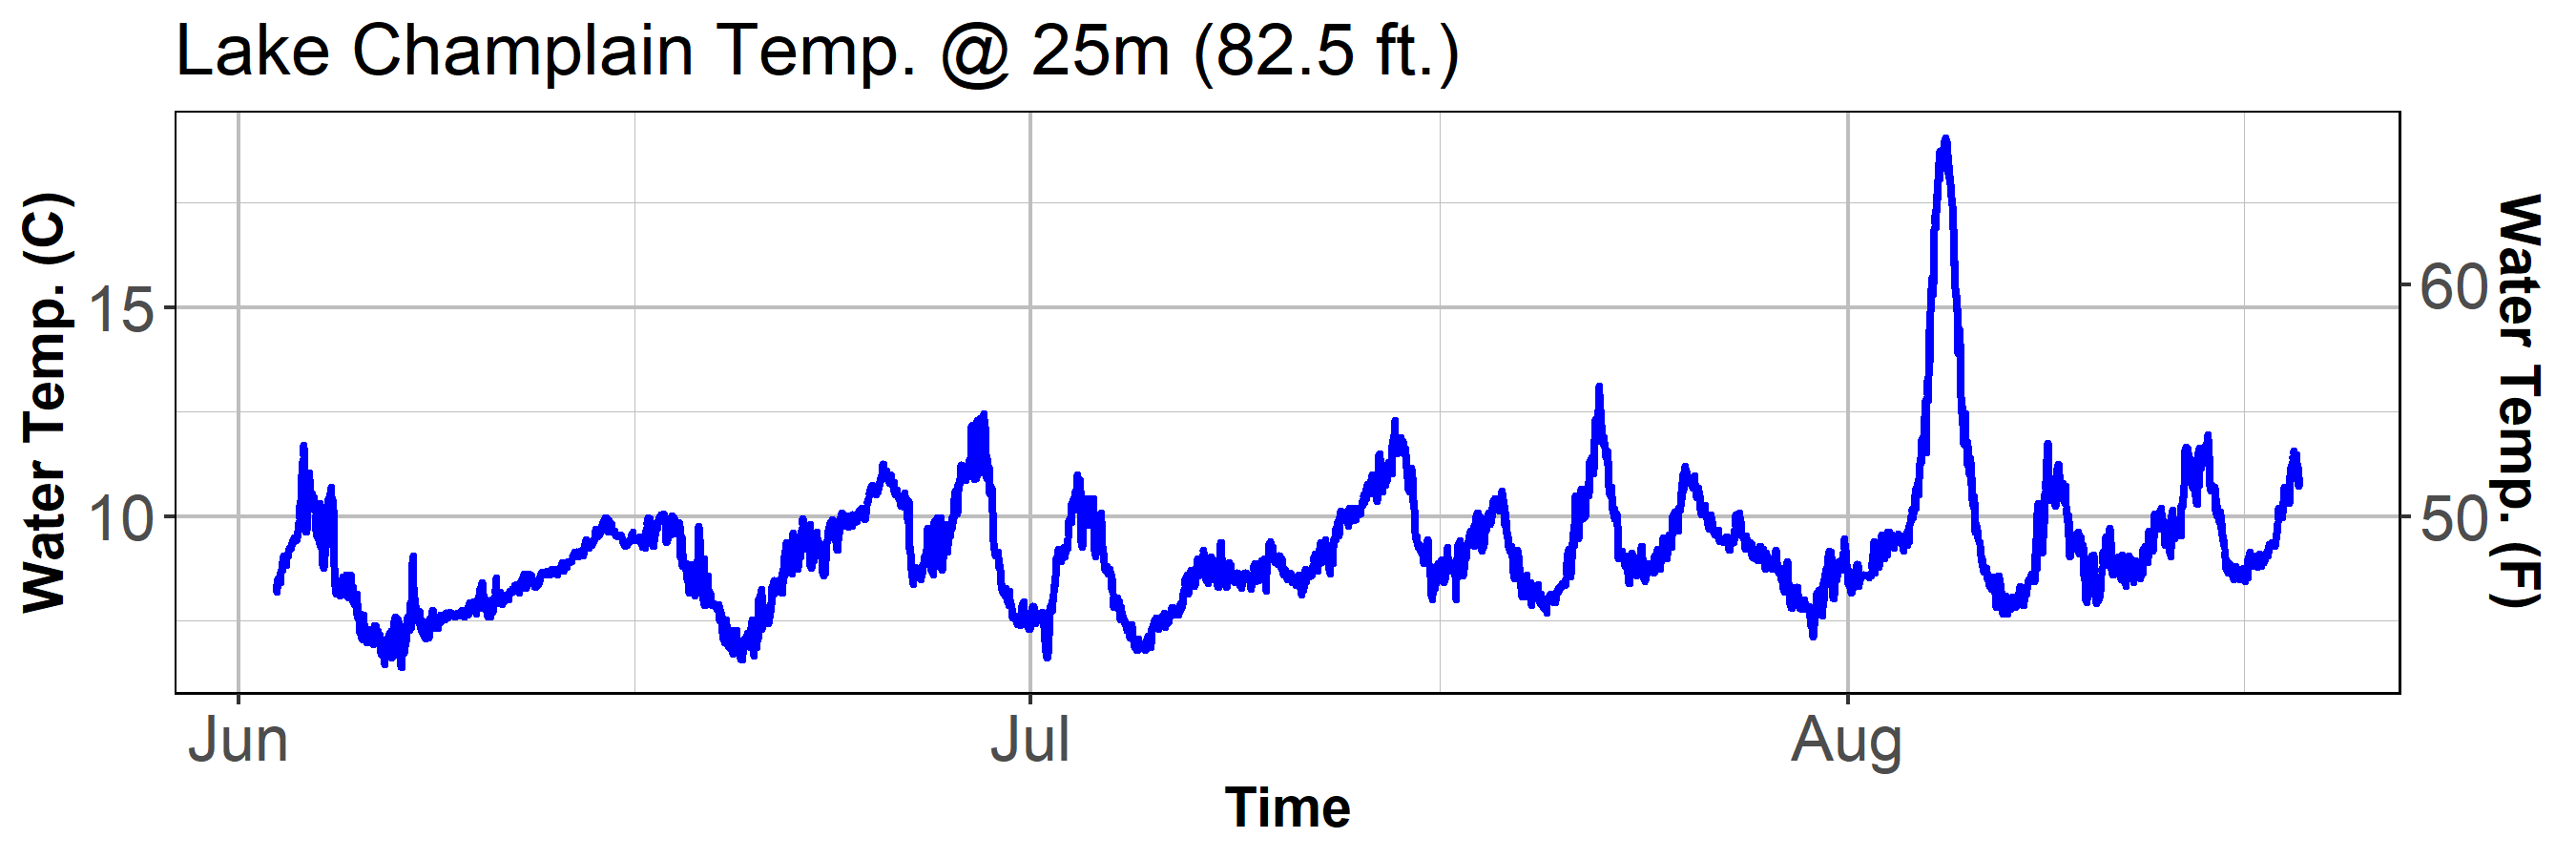 Lake Champlain Temp. @ 25m (82.5 ft.)
Water Temp. (C)
15
10
60
50
Water Temp. (F)
Jun Jul Aug
Time